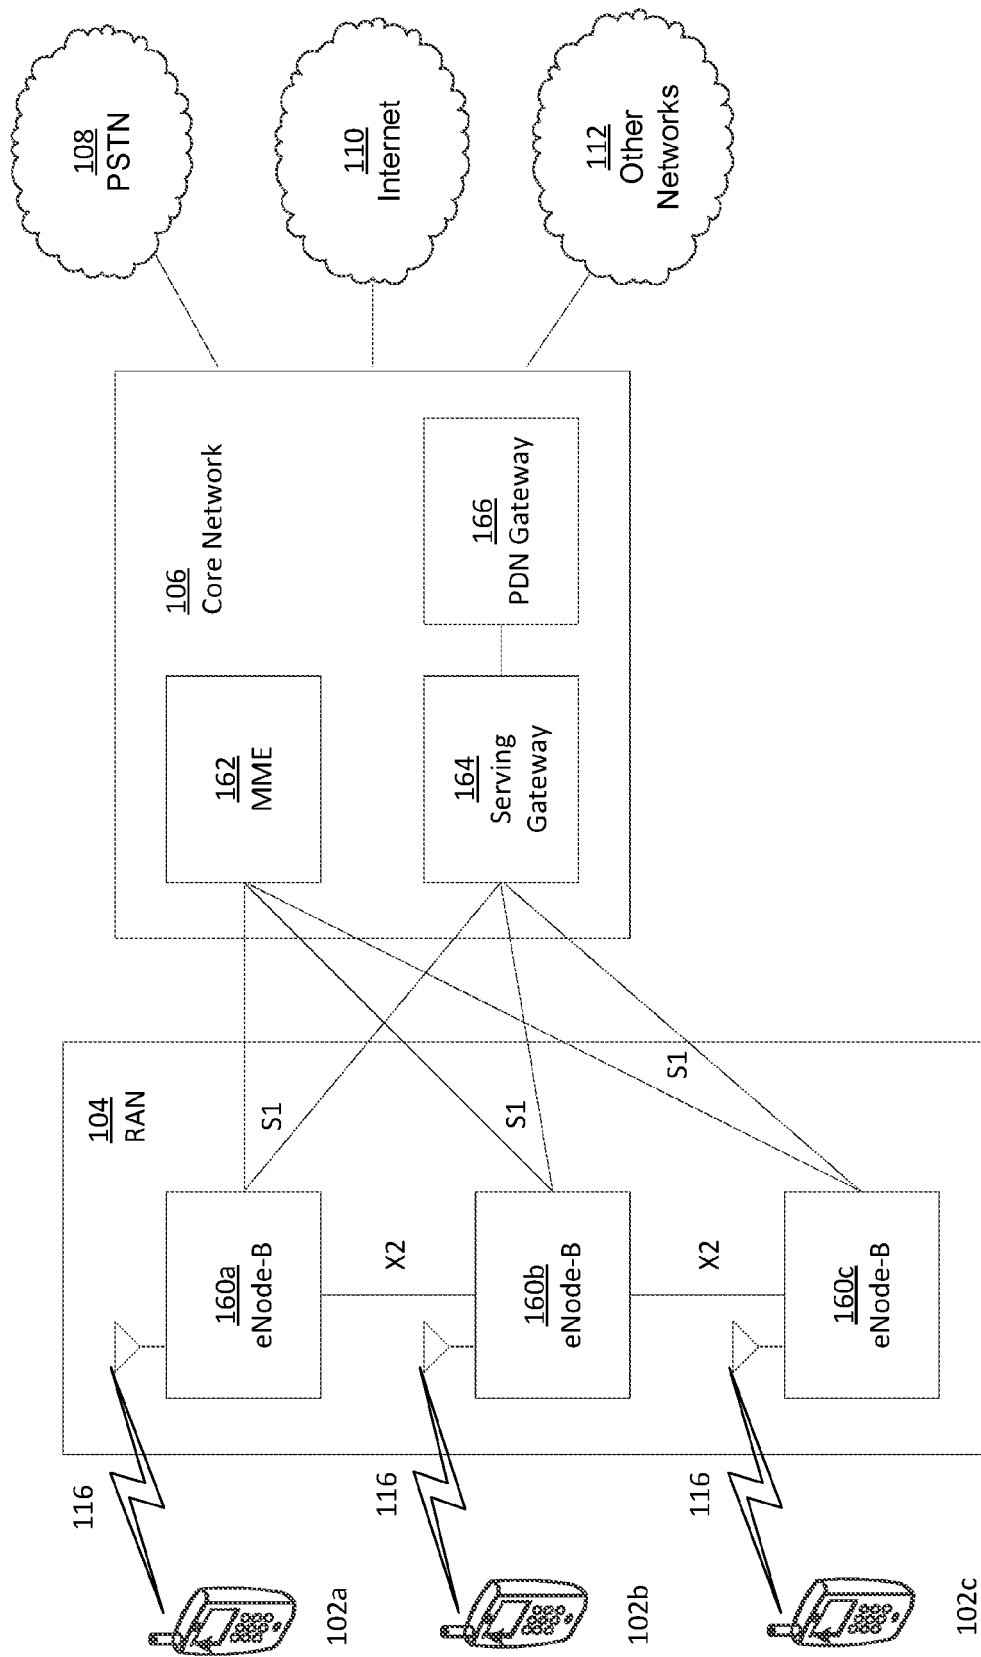 116
102a
116
102b
116
102c
104
RAN
160a
eNode-B
X2
160b
eNode-B
X2
160c
eNode-B
S1
S1
S1
106
Core Network
162
MME
164
Serving
Gateway
166
PDN Gateway
108
PSTN
110
Internet
112
Other
Networks